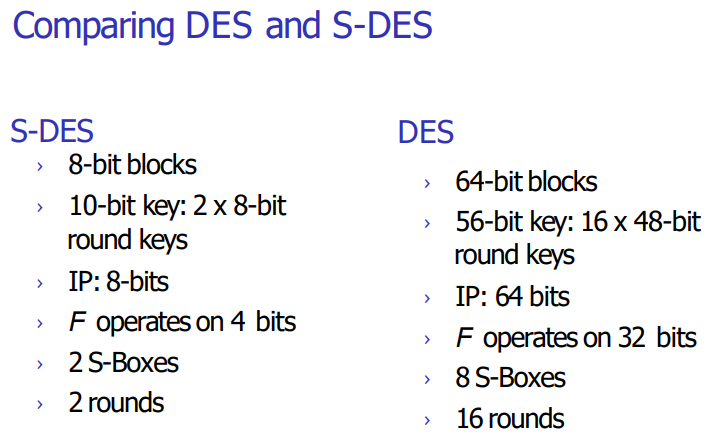 Comparing DES and S-DES
S-DES
› 8-bit blocks
› 10-bit key: 2 x 8-bit
round keys
› IP: 8-bits
› F operates on 4 bits
› 2 S-Boxes
› 2 rounds
DES
› 64-bit blocks
› 56-bit key: 16 x 48-bit
round keys
› IP: 64 bits
› F operates on 32 bits
› 8 S-Boxes
› 16 rounds